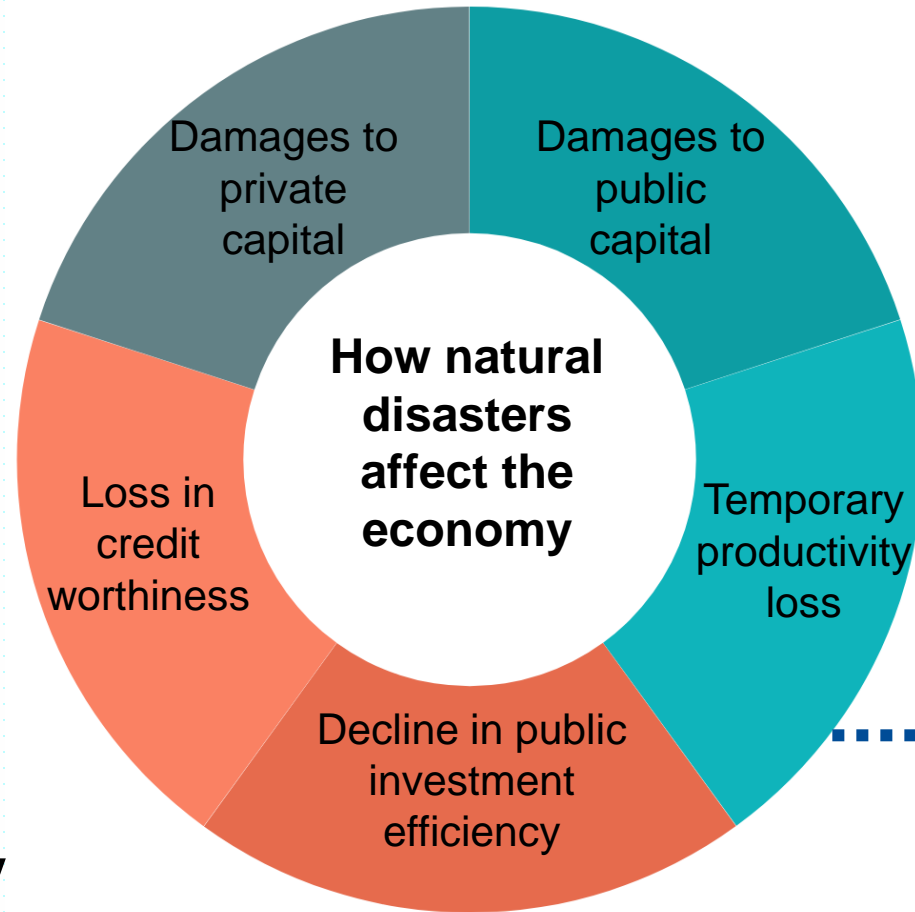 Damages to
private
capital
Damages to
public
capital
How natural
disasters
affect the
economy
Loss in
credit
worthiness
Temporary
productivity
loss
Decline in public
investment
efficiency